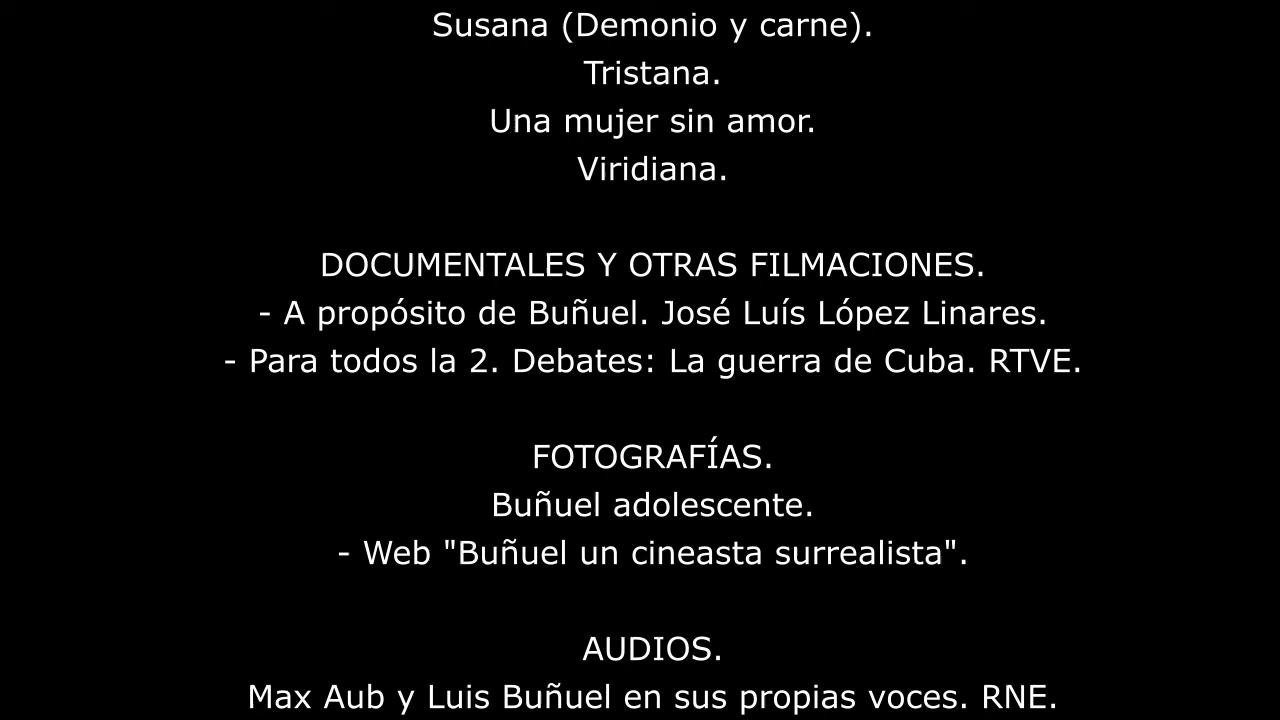 Susana (Demonio y carne).
Tristana.
Una mujer sin amor.
Viridiana.
DOCUMENTALES Y OTRAS FILMACIONES.
- A propósito de Buñuel. José Luís López Linares.
- Para todos la 2. Debates: La guerra de Cuba. RTVE.
FOTOGRAFÍAS.
Buñuel adolescente.
- Web "Buñuel un cineasta surrealista".
AUDIOS.
Max Aub y Luis Buñuel en sus propias voces. RNE.